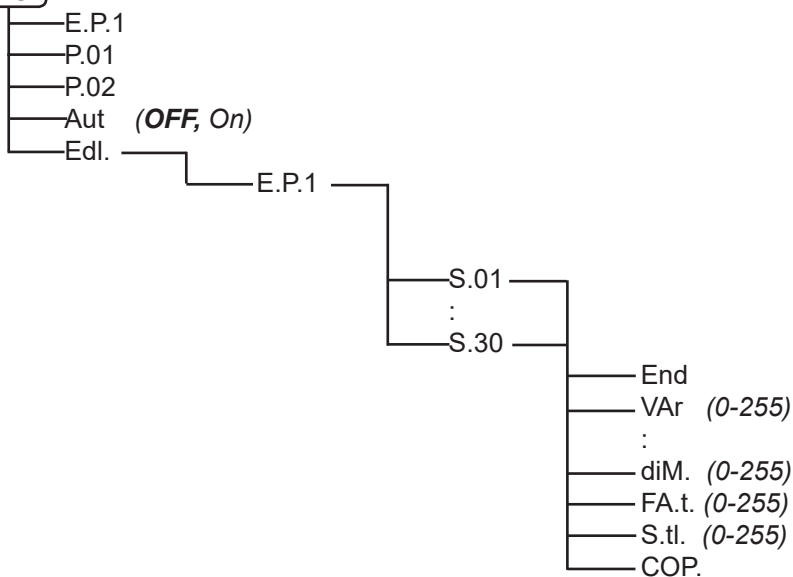 E.P.1
P.01
P.02
Aut (OFF, On)
Edl.
E.P.1
S.01
:
S.30
End
VAr (0-255)
:
diM. (0-255)
FA.t. (0-255)
S.tl. (0-255)
COP.